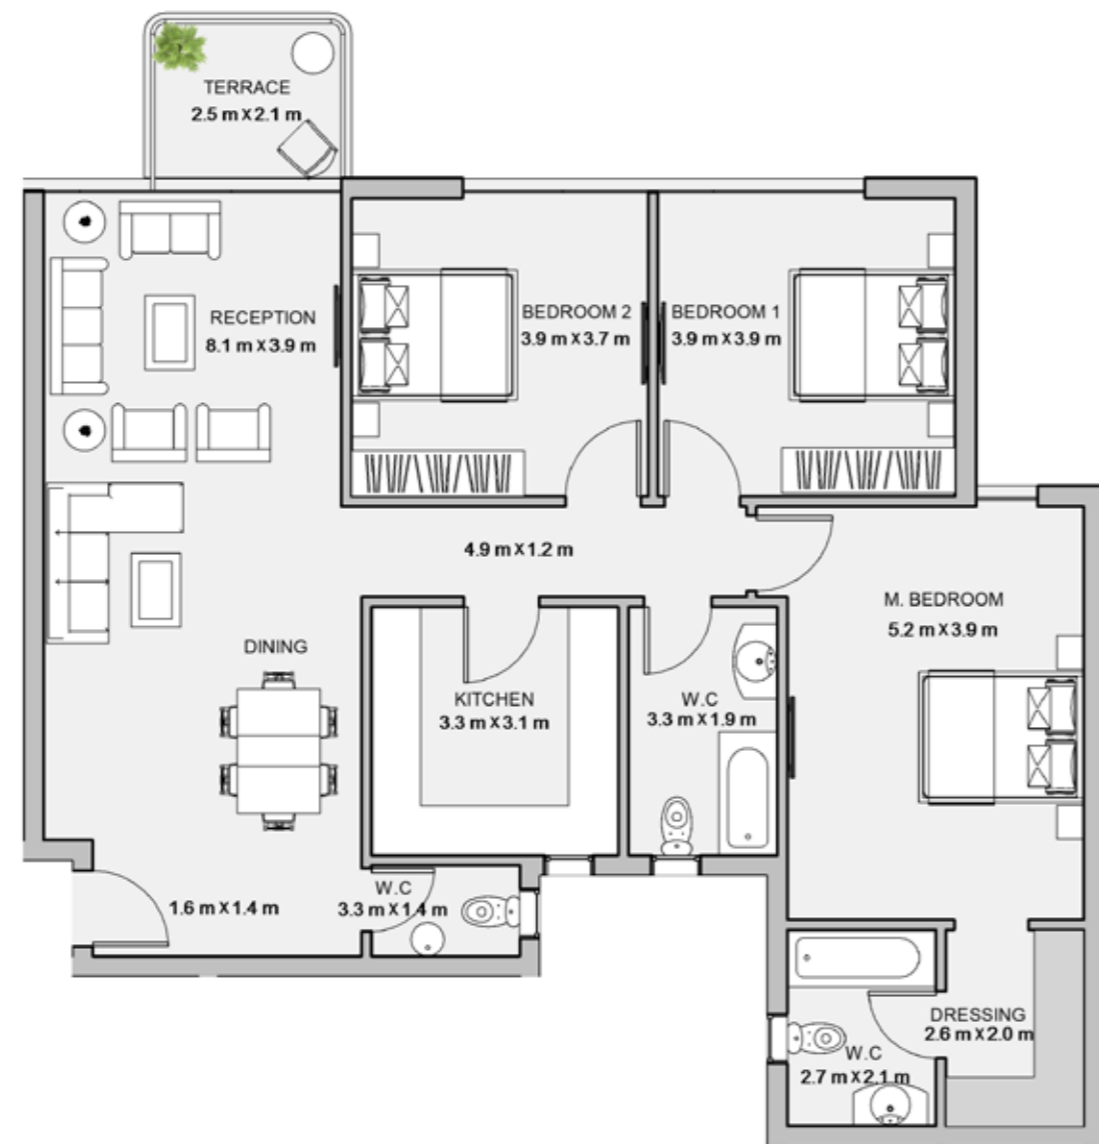 TERRACE
2.5 m X 2.1 m
RECEPTION
8.1 m X 3.9 m
BEDROOM 2
3.9 m X 3.7 m
BEDROOM 1
3.9 m X 3.9 m
4.9 m X 1.2 m
M. BEDROOM
5.2 m X 3.9 m
DINING
KITCHEN
3.3 m X 3.1 m
W.C
3.3 m X 1.9 m
1.6 m X 1.4 m
W.C
3.3 m X 1.4 m
DRESSING
2.6 m X 2.0 m
W.C
2.7 m X 2.1 m